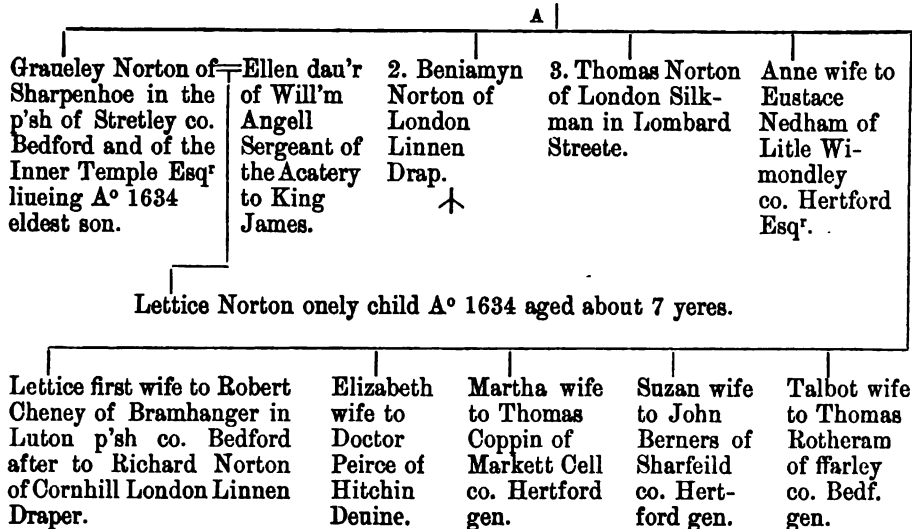 A
Graueley Norton of
Sharpenhoe in the
p'sh of Stretley co.
Bedford and of the
Inner Temple Esqʳ
liueing Aº 1634
eldest son.
Ellen dau'r
of Will'm
Angell
Sergeant of
the Acatery
to King
James.
2. Beniamyn
Norton of
London
Linnen
Drap.
3. Thomas Norton
of London Silk-
man in Lombard
Streete.
Anne wife to
Eustace
Nedham of
Litle Wi-
mondley
co. Hertford
Esqʳ.
Lettice Norton onely child Aº 1634 aged about 7 yeres.
Lettice first wife to Robert
Cheney of Bramhanger in
Luton p'sh co. Bedford
after to Richard Norton
of Cornhill London Linnen
Draper.
Elizabeth
wife to
Doctor
Peirce of
Hitchin
Deuine.
Martha wife
to Thomas
Coppin of
Markett Cell
co. Hertford
gen.
Suzan wife
to John
Berners of
Sharfeild
co. Hert-
ford gen.
Talbot wife
to Thomas
Rotheram
of ffarley
co. Bedf.
gen.